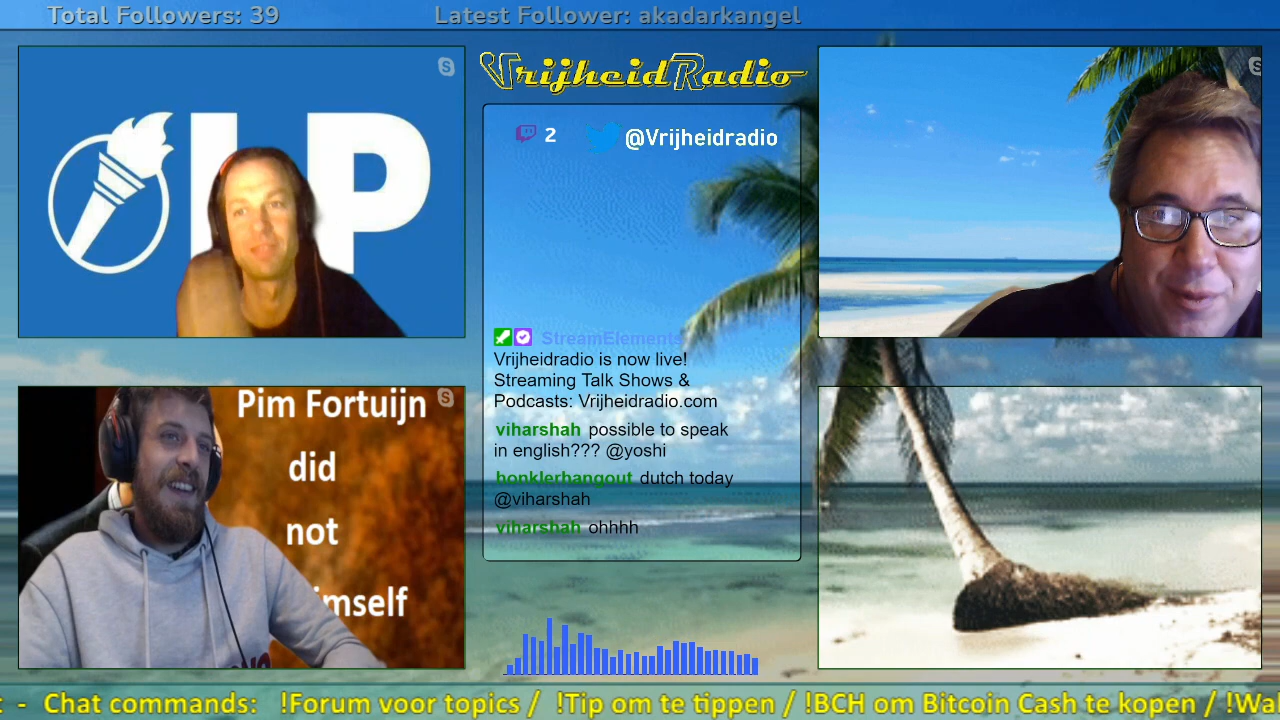 Total Followers: 39
Latest Follower: akadarkangel
LP
VrijheidRadio
2
@Vrijheidradio
StreamElements
Vrijheidradio is now live!
Streaming Talk Shows &
Podcasts: Vrijheidradio.com
viharshah possible to speak
in english??? @yoshi
honklerhangout dutch today
@viharshah
viharshah ohhhh
Pim Fortuijn
did
not
imself
- Chat commands: !Forum voor topics / !Tip om te tippen / !BCH om Bitcoin Cash te kopen / !Wa